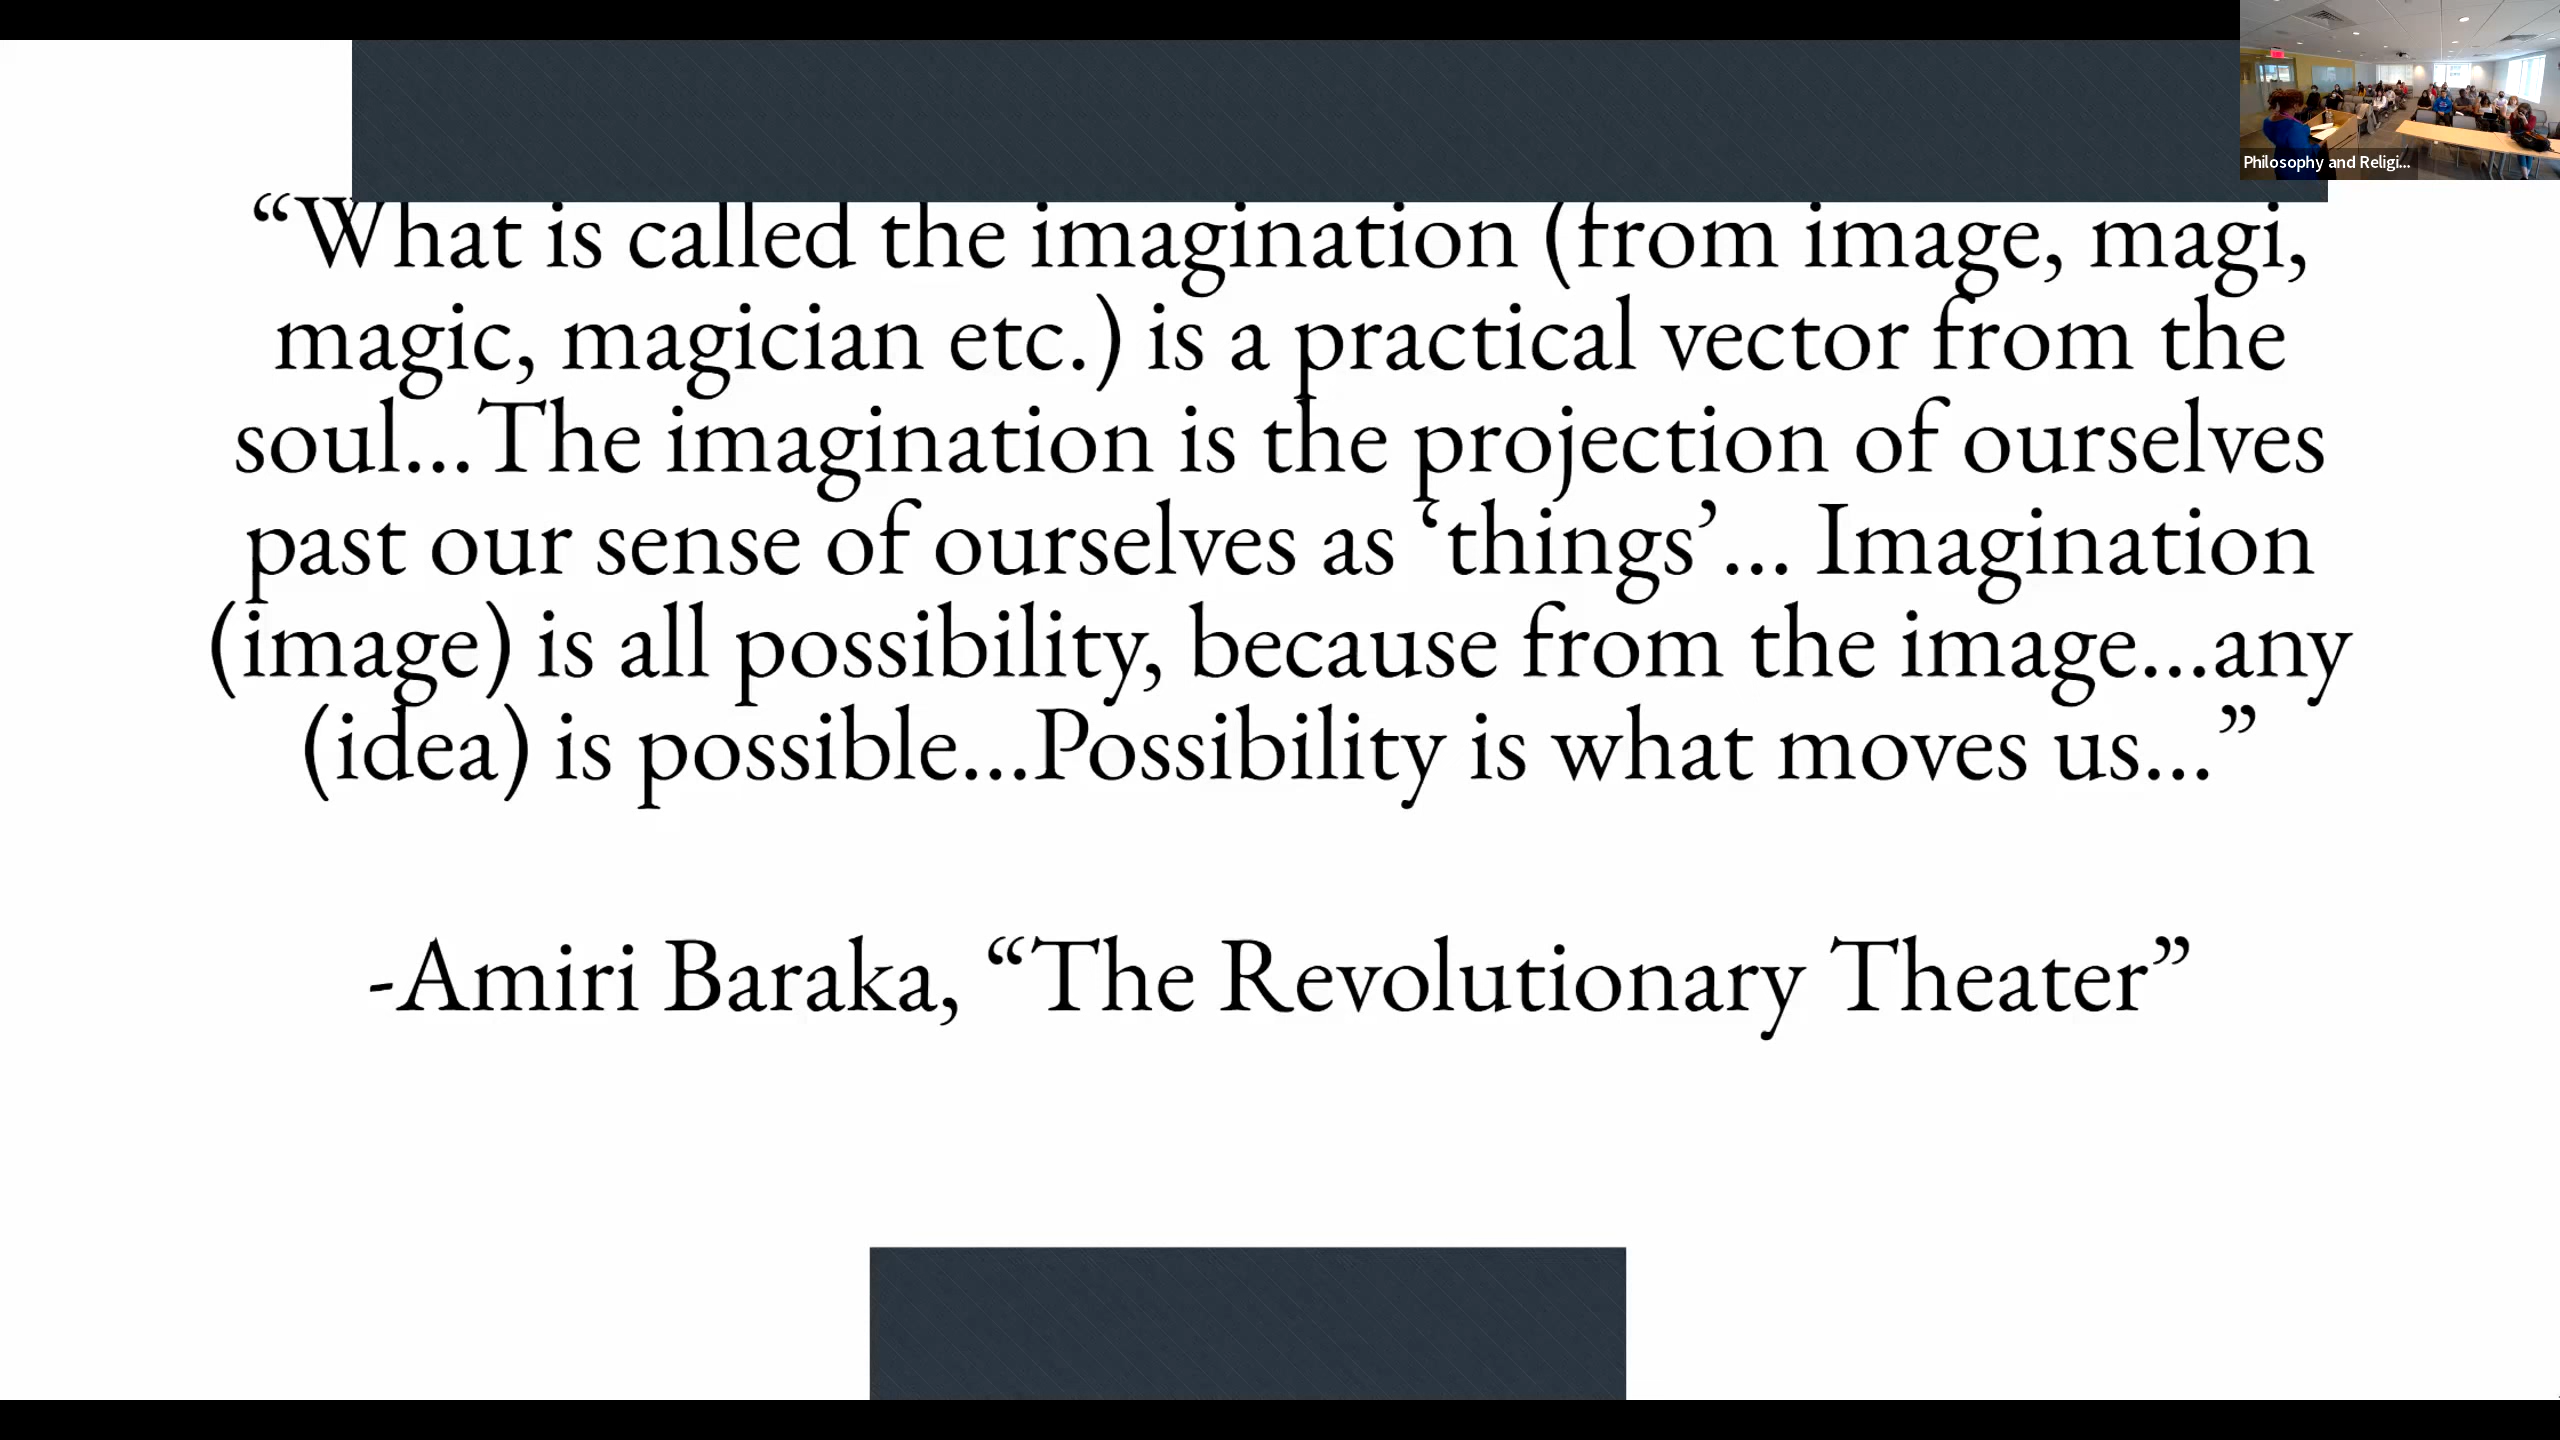 “What is called the imagination (from image, magi,
magic, magician etc.) is a practical vector from the
soul...The imagination is the projection of ourselves
past our sense of ourselves as ‘things’... Imagination
(image) is all possibility, because from the image...any
(idea) is possible...Possibility is what moves us...”
-Amiri Baraka, “The Revolutionary Theater”
Philosophy and Religi...